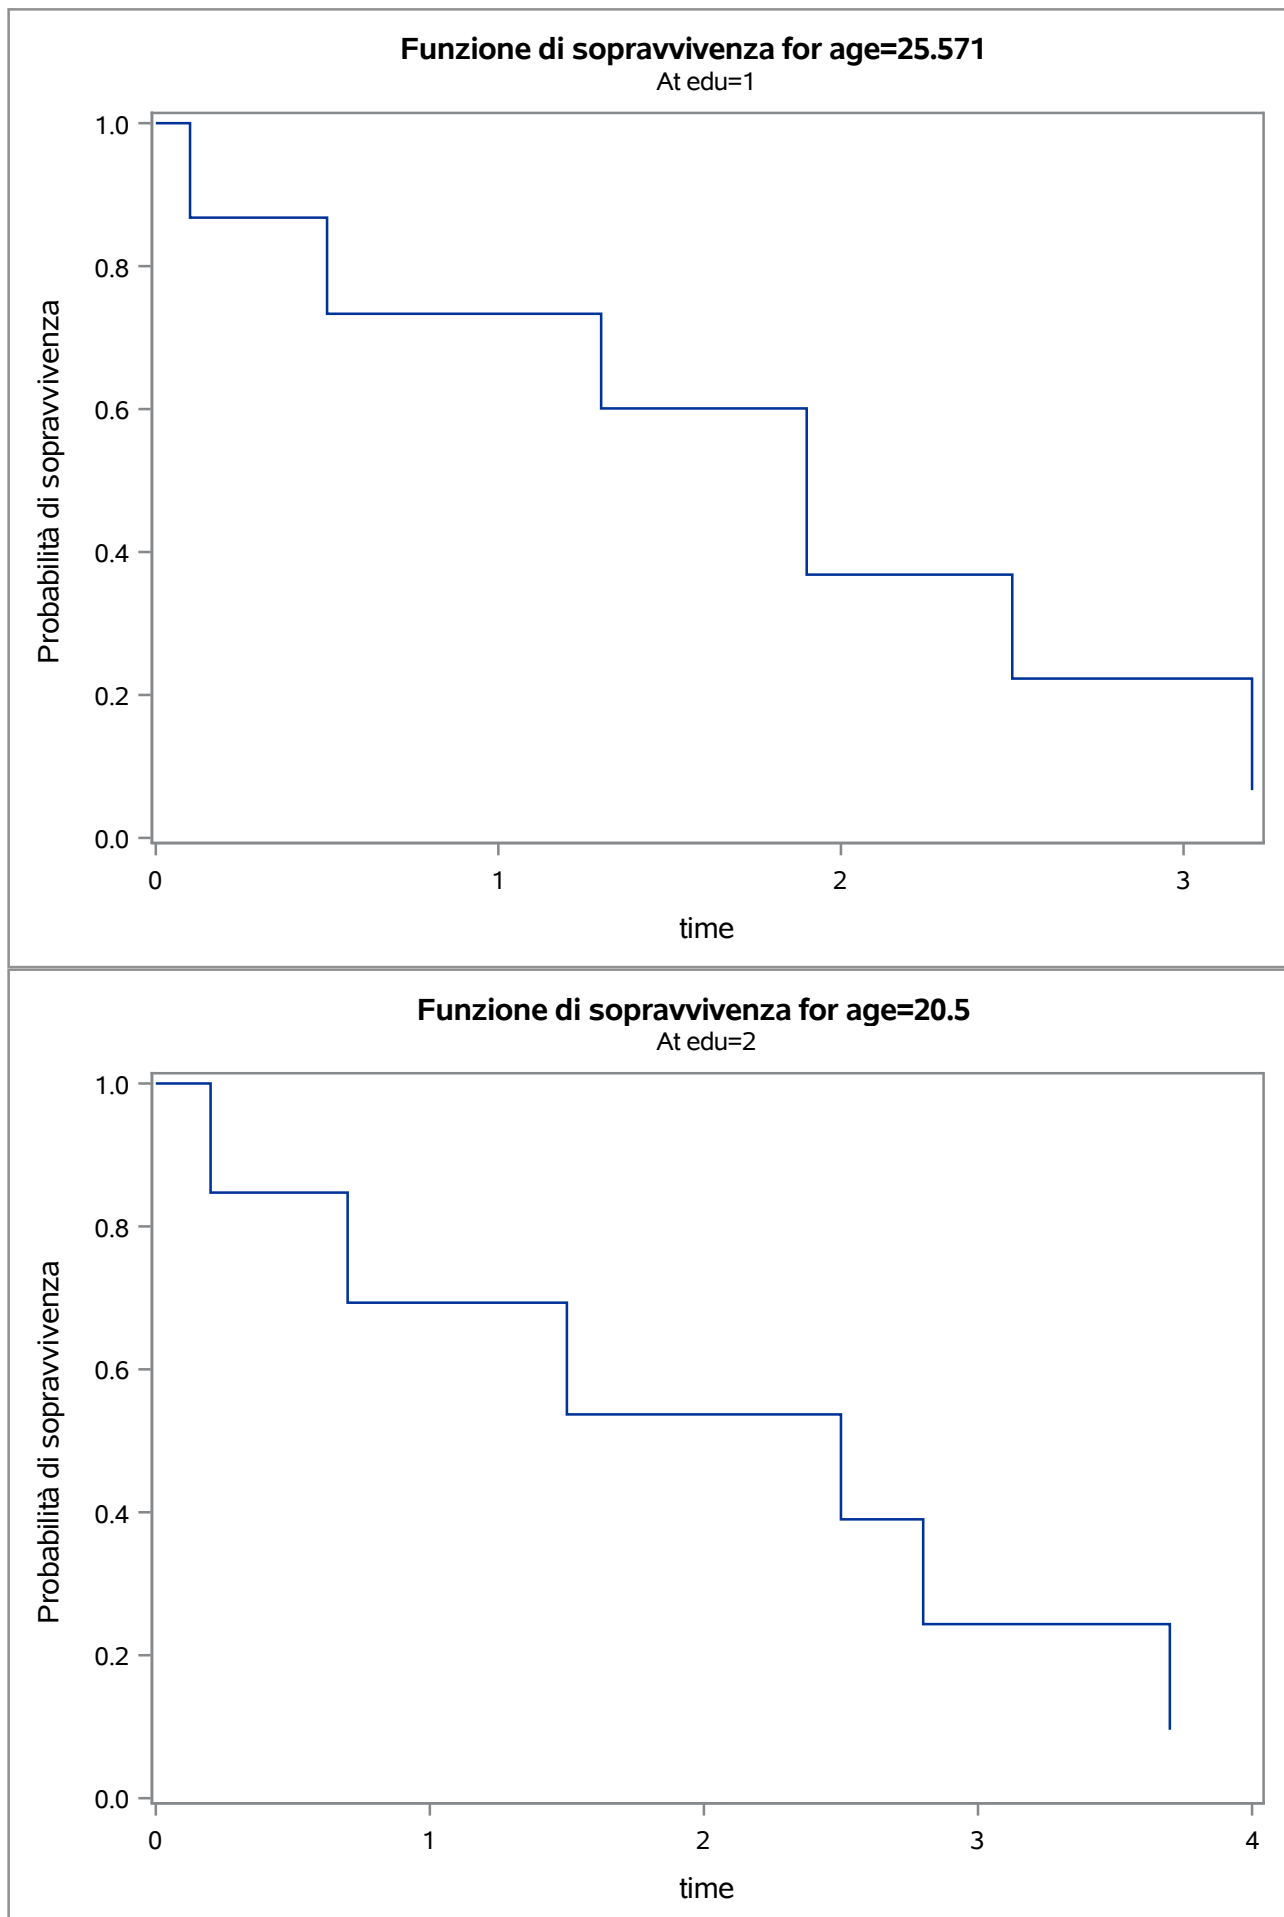 Funzione di sopravvivenza for age=25.571
At edu=1
Probabilità di sopravvivenza
1.0
0.8
0.6
0.4
0.2
0.0
0 1 2 3
time
Funzione di sopravvivenza for age=20.5
At edu=2
Probabilità di sopravvivenza
1.0
0.8
0.6
0.4
0.2
0.0
0 1 2 3 4
time